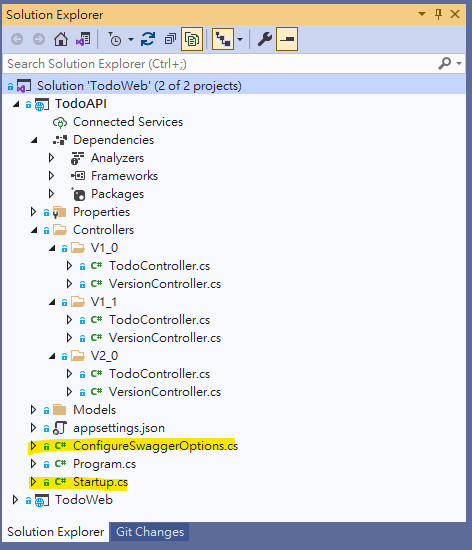 Solution Explorer
Search Solution Explorer (Ctrl+;)
Solution 'TodoWeb' (2 of 2 projects)
TodoAPI
Connected Services
Dependencies
Analyzers
Frameworks
Packages
Properties
Controllers
V1_0
C# TodoController.cs
C# VersionController.cs
V1_1
C# TodoController.cs
C# VersionController.cs
V2_0
C# TodoController.cs
C# VersionController.cs
Models
appsettings.json
C# ConfigureSwaggerOptions.cs
C# Program.cs
C# Startup.cs
TodoWeb
Solution Explorer Git Changes